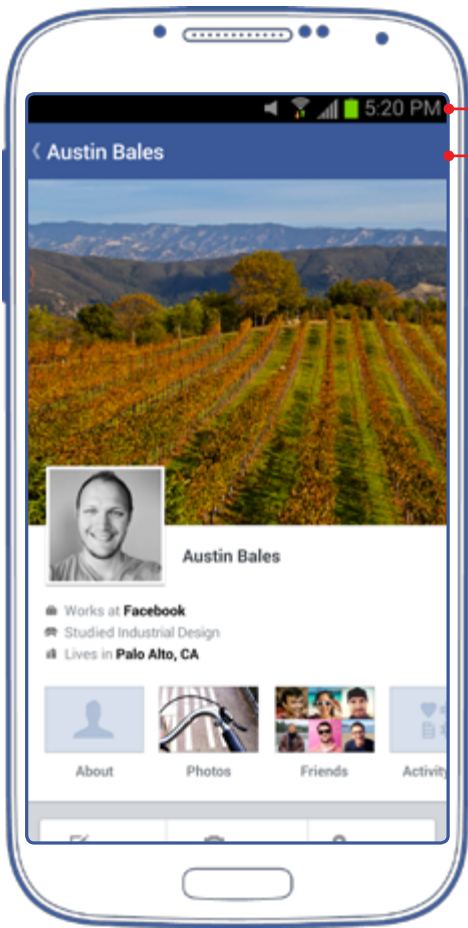 5:20 PM
Austin Bales
Austin Bales
Works at Facebook
Studied Industrial Design
Lives in Palo Alto, CA
About Photos Friends Activity